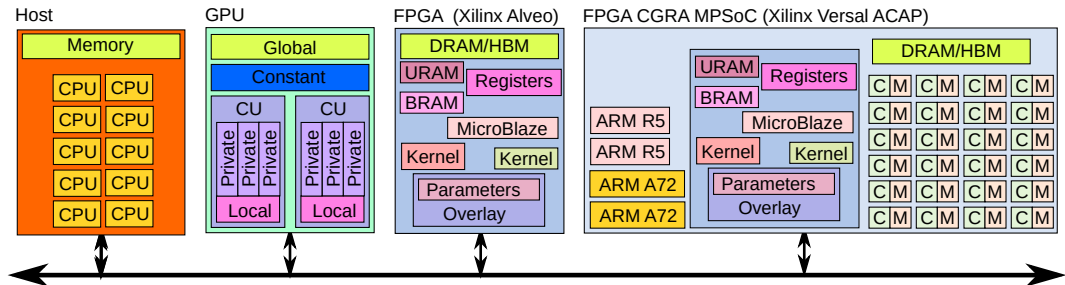 Host
Memory
CPU CPU
CPU CPU
CPU CPU
CPU CPU
CPU CPU
GPU
Global
Constant
CU CU
Private Private Private Private Private Private
Local Local
FPGA (Xilinx Alveo)
DRAM/HBM
URAM
Registers
BRAM
MicroBlaze
Kernel
Kernel
Parameters
Overlay
FPGA CGRA MPSoC (Xilinx Versal ACAP)
ARM R5
ARM R5
ARM A72
ARM A72
URAM
Registers
BRAM
MicroBlaze
Kernel
Kernel
Parameters
Overlay
DRAM/HBM
C M C M C M C M
C M C M C M C M
C M C M C M C M
C M C M C M C M
C M C M C M C M
C M C M C M C M